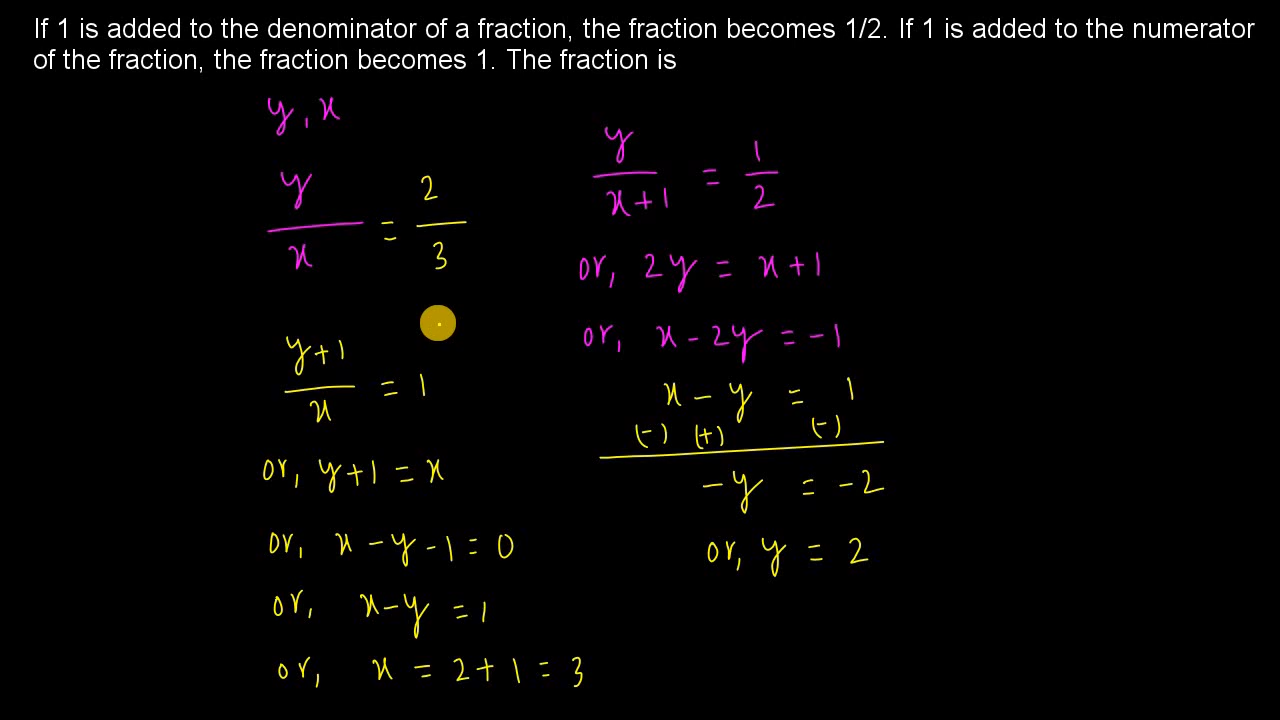 If 1 is added to the denominator of a fraction, the fraction becomes 1/2. If 1 is added to the numerator
of the fraction, the fraction becomes 1. The fraction is
y, x
y/x = 2/3
y+1/x = 1
or, y+1 = x
or, x-y-1 = 0
or, x-y = 1
or, x = 2+1 = 3
y/x+1 = 1/2
or, 2y = x+1
or, x-2y = -1
x-y = 1
(-) (+) (-)
-y = -2
or, y = 2